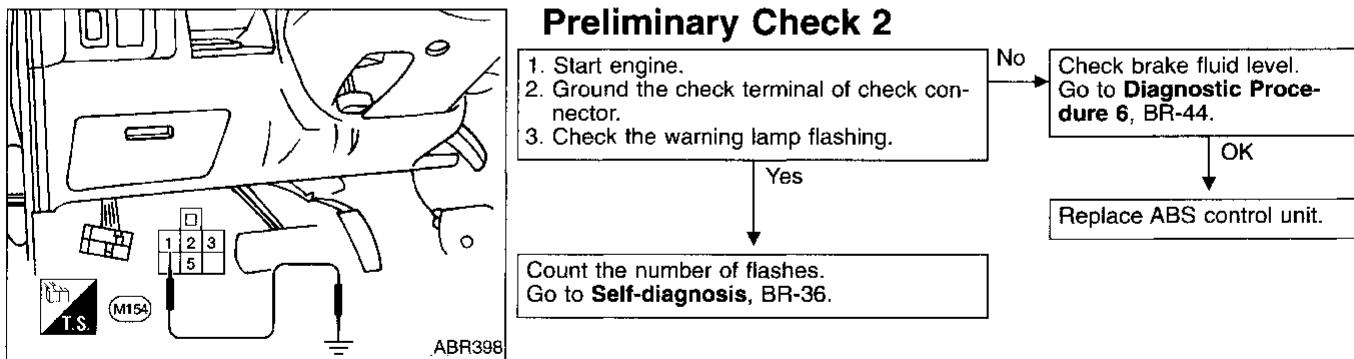 Preliminary Check 2
1. Start engine.
2. Ground the check terminal of check con-
nector.
3. Check the warning lamp flashing.
No
Check brake fluid level.
Go to Diagnostic Proce-
dure 6, BR-44.
Yes
OK
Replace ABS control unit.
Count the number of flashes.
Go to Self-diagnosis, BR-36.
1 2 3
5
T.S.
M154
ABR398